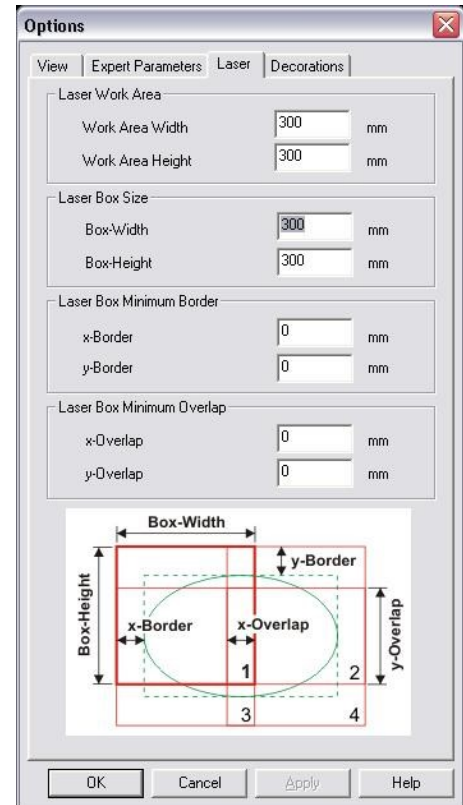 Options
View Expert Parameters Laser Decorations
Laser Work Area
Work Area Width 300 mm
Work Area Height 300 mm
Laser Box Size
Box-Width 300 mm
Box-Height 300 mm
Laser Box Minimum Border
x-Border 0 mm
y-Border 0 mm
Laser Box Minimum Overlap
x-Overlap 0 mm
y-Overlap 0 mm
Box-Width
y-Border
Box-Height
x-Border
x-Overlap
y-Overlap
1
2
3
4
OK Cancel Apply Help